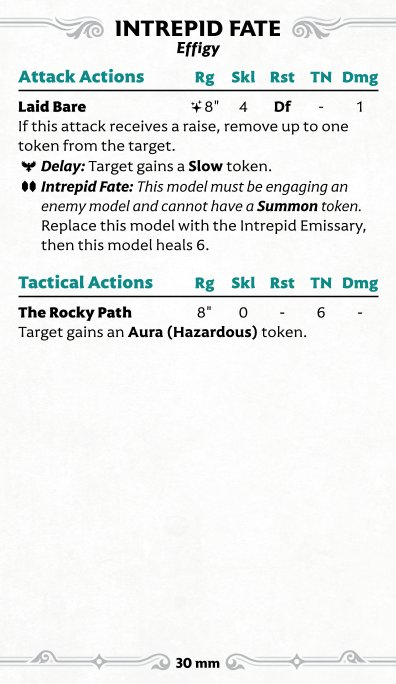 INTREPID FATE
Effigy
Attack Actions Rg Skl Rst TN Dmg
Laid Bare 8" 4 Df - 1
If this attack receives a raise, remove up to one
token from the target.
Delay: Target gains a Slow token.
Intrepid Fate: This model must be engaging an
enemy model and cannot have a Summon token.
Replace this model with the Intrepid Emissary,
then this model heals 6.
Tactical Actions Rg Skl Rst TN Dmg
The Rocky Path 8" 0 - 6 -
Target gains an Aura (Hazardous) token.
30 mm